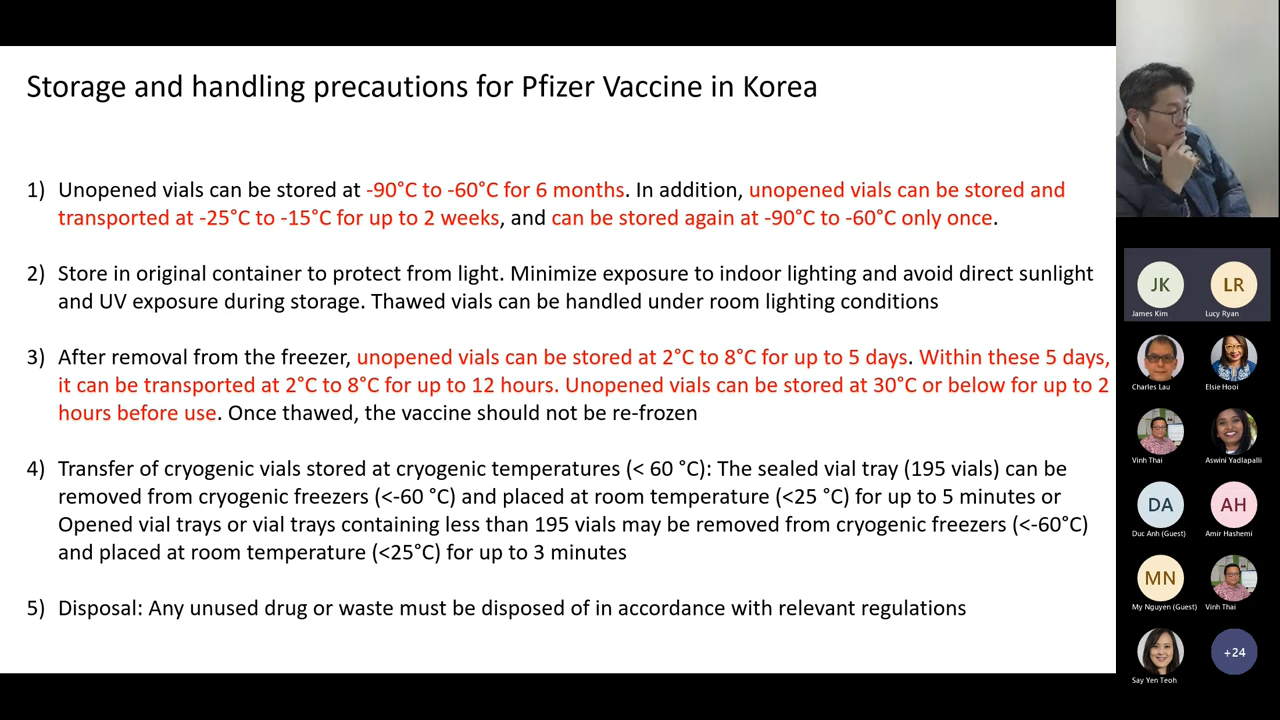 Storage and handling precautions for Pfizer Vaccine in Korea
1) Unopened vials can be stored at -90°C to -60°C for 6 months. In addition, unopened vials can be stored and
transported at -25°C to -15°C for up to 2 weeks, and can be stored again at -90°C to -60°C only once.
2) Store in original container to protect from light. Minimize exposure to indoor lighting and avoid direct sunlight
and UV exposure during storage. Thawed vials can be handled under room lighting conditions
3) After removal from the freezer, unopened vials can be stored at 2°C to 8°C for up to 5 days. Within these 5 days,
it can be transported at 2°C to 8°C for up to 12 hours. Unopened vials can be stored at 30°C or below for up to 2
hours before use. Once thawed, the vaccine should not be re-frozen
4) Transfer of cryogenic vials stored at cryogenic temperatures (< 60 °C): The sealed vial tray (195 vials) can be
removed from cryogenic freezers (<-60 °C) and placed at room temperature (<25 °C) for up to 5 minutes or
Opened vial trays or vial trays containing less than 195 vials may be removed from cryogenic freezers (<-60°C)
and placed at room temperature (<25°C) for up to 3 minutes
5) Disposal: Any unused drug or waste must be disposed of in accordance with relevant regulations
JK
LR
James Kim
Lucy Ryan
Charles Lau
Elsie Hooi
Vinh Thai
Aswini Yadlapalli
DA
AH
Duc Anh (Guest)
Amir Hashemi
MN
My Nguyen (Guest)
Vinh Thai
+24
Say Yen Teoh